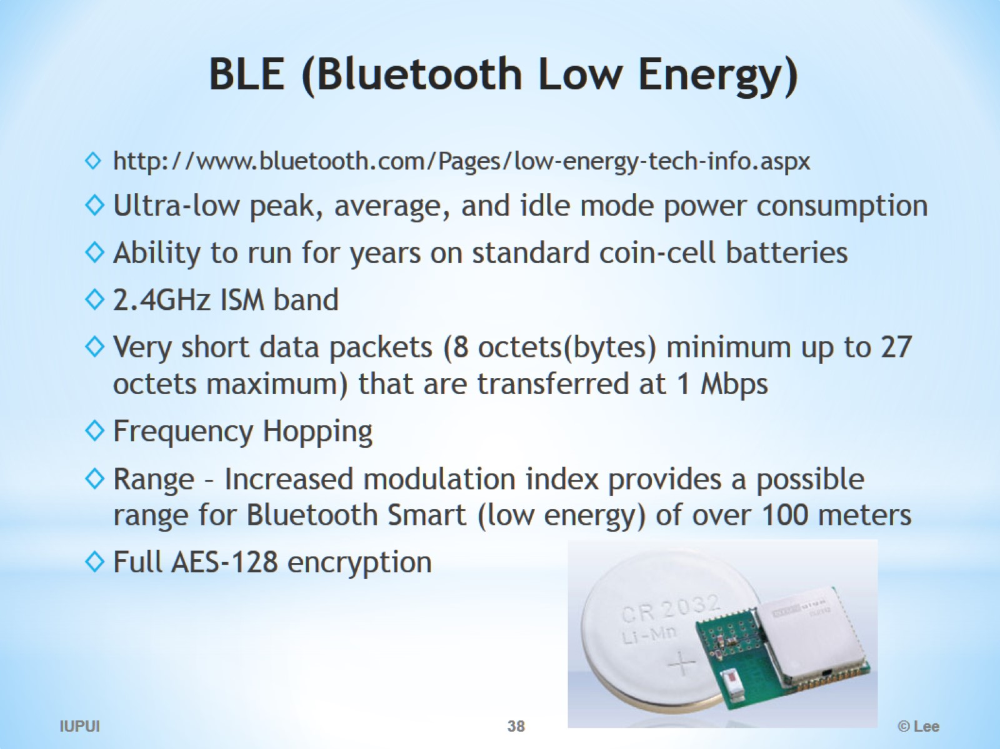 BLE (Bluetooth Low Energy)
http://www.bluetooth.com/Pages/low-energy-tech-info.aspx
Ultra-low peak, average, and idle mode power consumption
Ability to run for years on standard coin-cell batteries
2.4GHz ISM band
Very short data packets (8 octets(bytes) minimum up to 27
octets maximum) that are transferred at 1 Mbps
Frequency Hopping
Range – Increased modulation index provides a possible
range for Bluetooth Smart (low energy) of over 100 meters
Full AES-128 encryption
CR 2032
Li-Mn
+
IUPUI
38
© Lee